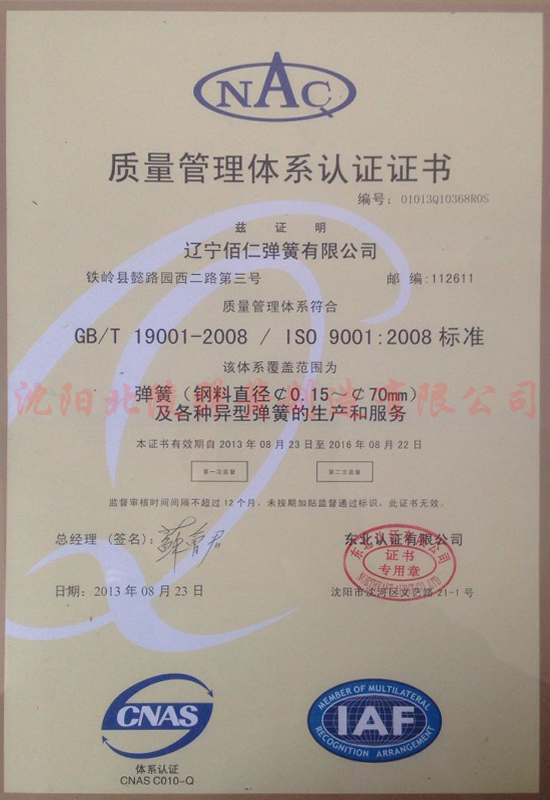 NAC
质量管理体系认证证书
编号：01013Q10368R0S
兹证明
辽宁佰仁弹簧有限公司
铁岭县懿路园西二路第三号 邮 编:112611
质量管理体系符合
GB/T 19001-2008 / ISO 9001:2008 标准
该体系覆盖范围为
弹簧（钢料直径￠0.15～￠70mm）
及各种异型弹簧的生产和服务
本证书有效期自 2013 年 08 月 23 日至 2016 年 08 月 22 日
第一次监督 第二次监督
监督审核时间间隔不超过 12 个月，未按期加贴监督通过标识，此证书无效。
总经理 （签名）： 东北认证有限公司
证书
专用章
日期：2013 年 08 月 23 日 沈阳市沈河区文艺路 21-1 号
CNAS
体系认证
CNAS C010-Q
MEMBER OF MULTILATERAL
IAF
RECOGNITION ARRANGEMENT